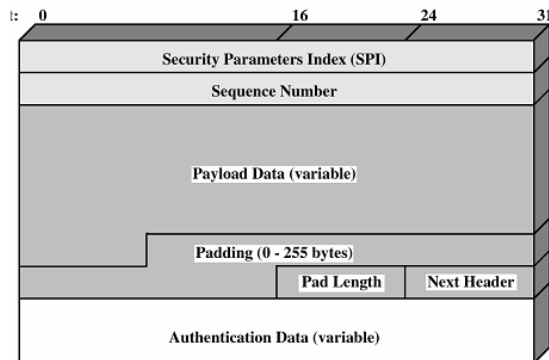 t: 0 16 24 31
Security Parameters Index (SPI)
Sequence Number
Payload Data (variable)
Padding (0 - 255 bytes)
Pad Length Next Header
Authentication Data (variable)